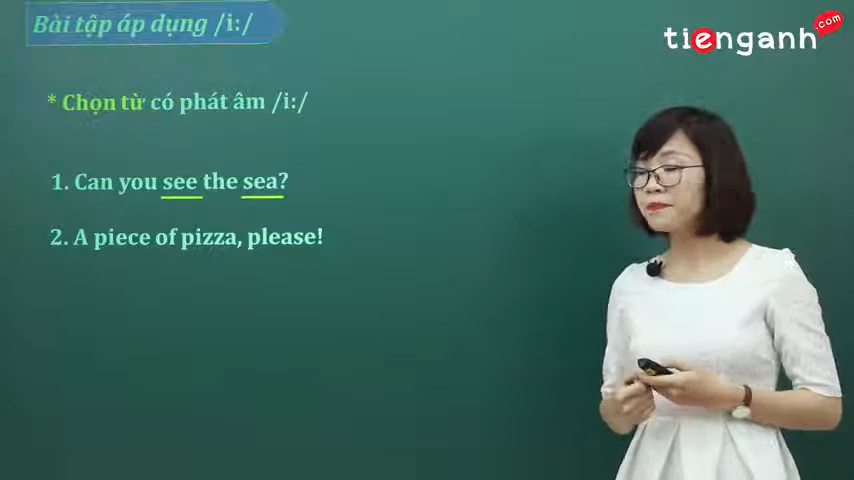 Bài tập áp dụng /i:/
tienganh
.com
* Chọn từ có phát âm /i:/
1. Can you see the sea?
2. A piece of pizza, please!